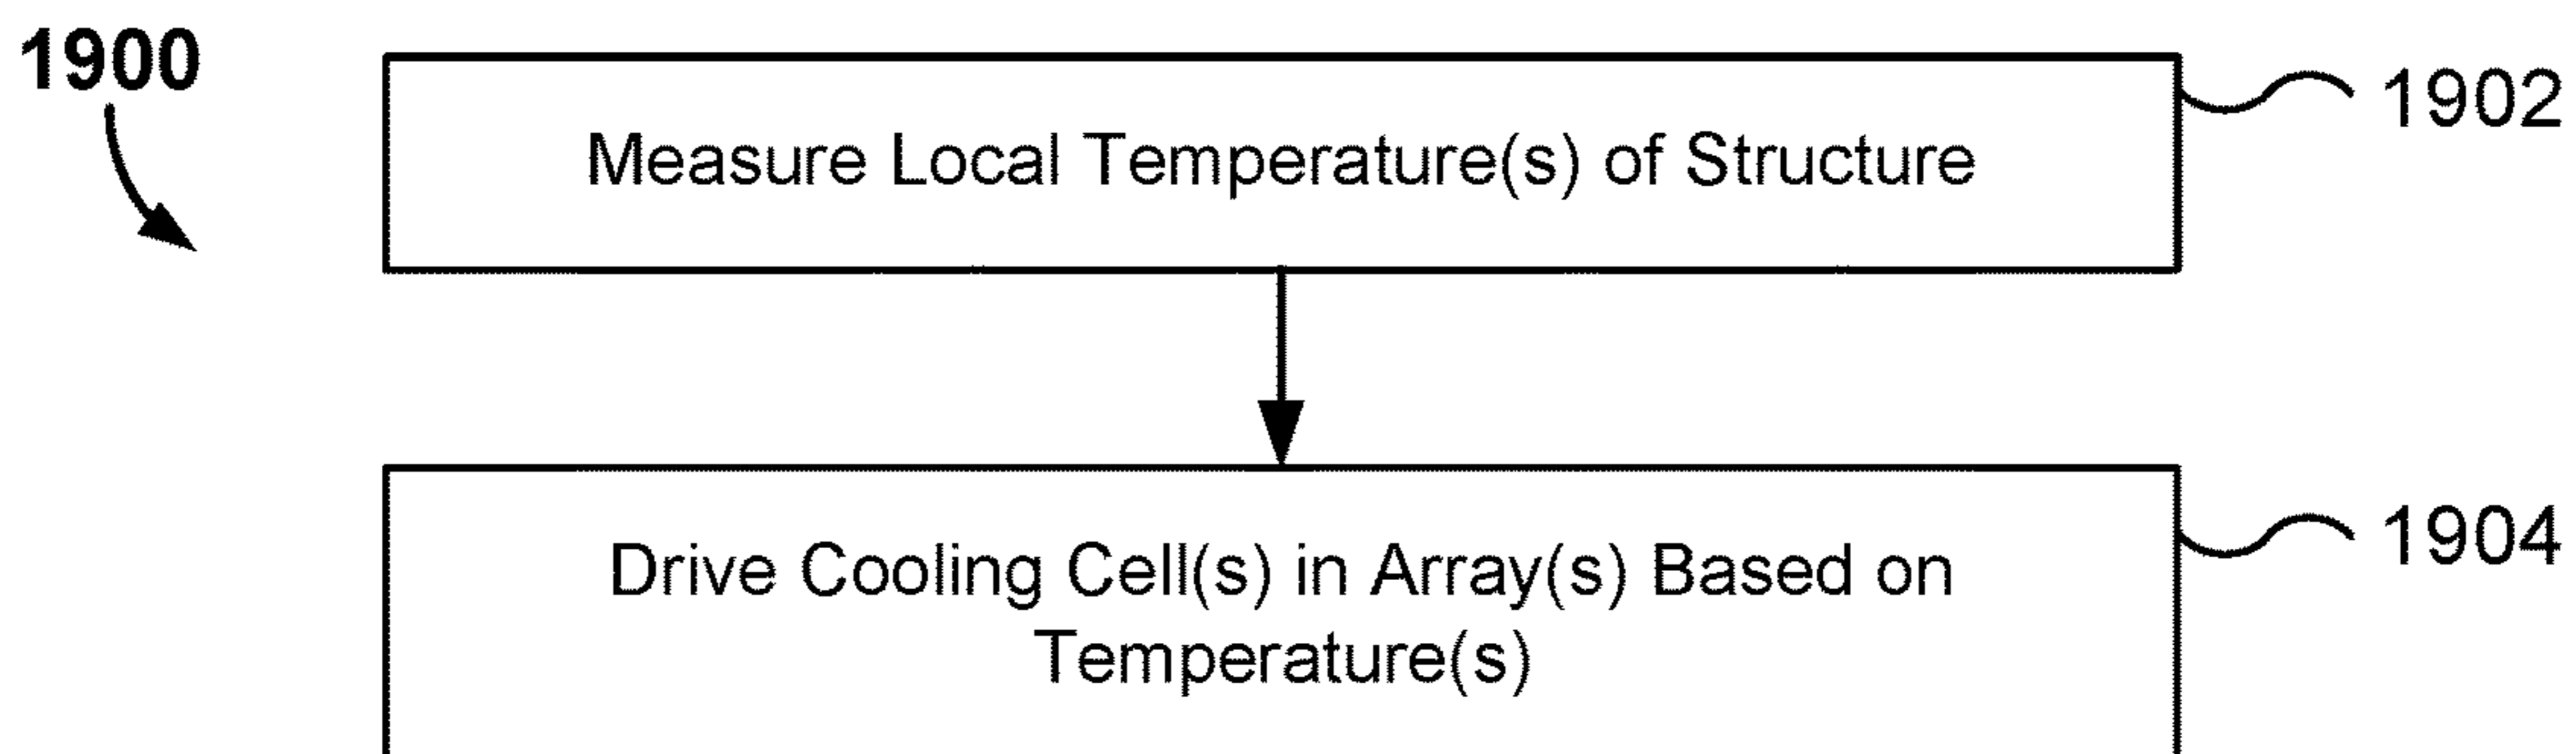 1900
Measure Local Temperature(s) of Structure
1902
Drive Cooling Cell(s) in Array(s) Based on
Temperature(s)
1904